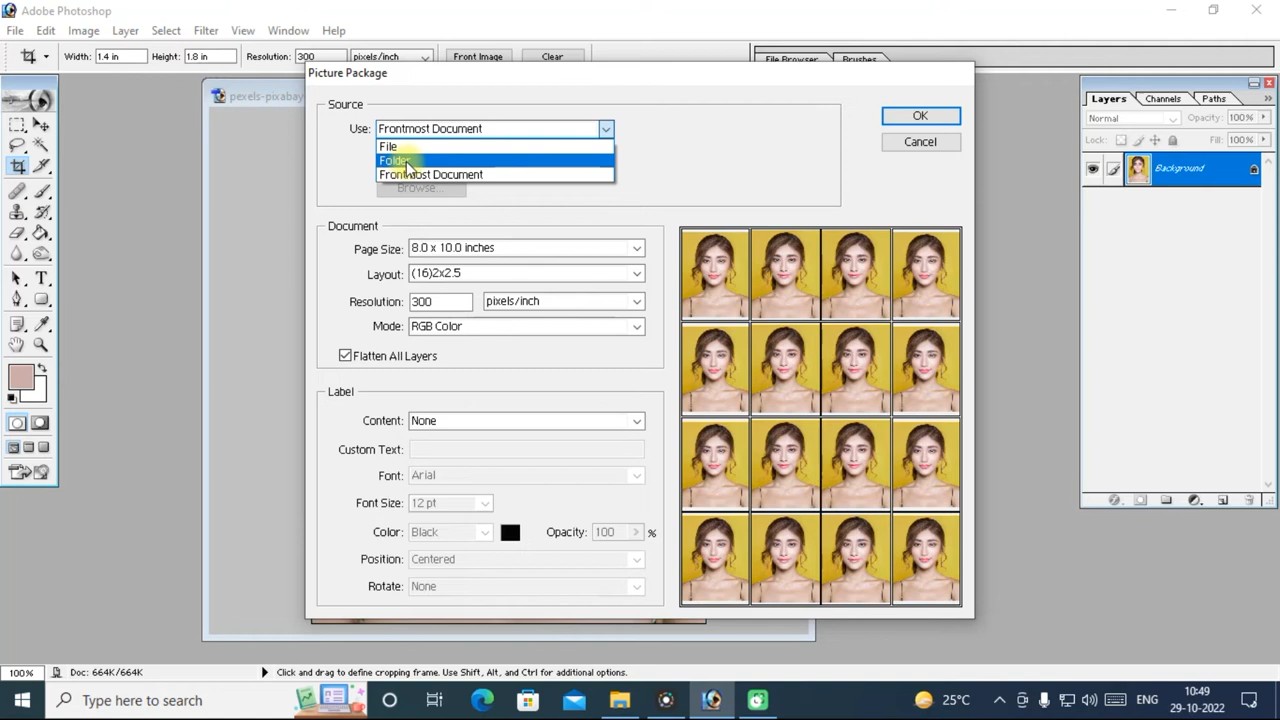 Adobe Photoshop
File Edit Image Layer Select Filter View Window Help
Width: 1.4 in Height: 1.8 in Resolution: 300 pixels/inch Front Image Clear File Browser Brushes
pexels-pixabay
Picture Package
Source
Use: Frontmost Document
File
Folder
Frontmost Document
Browse...
OK
Cancel
Document
Page Size: 8.0 x 10.0 inches
Layout: (16)2x2.5
Resolution: 300 pixels/inch
Mode: RGB Color
Flatten All Layers
Label
Content: None
Custom Text:
Font: Arial
Font Size: 12 pt
Color: Black Opacity: 100 %
Position: Centered
Rotate: None
Layers Channels Paths
Normal Opacity: 100%
Lock: Fill: 100%
Background
100% Doc: 664K/664K Click and drag to define cropping frame. Use Shift, Alt, and Ctrl for additional options.
Type here to search
25°C
ENG
10:49
29-10-2022